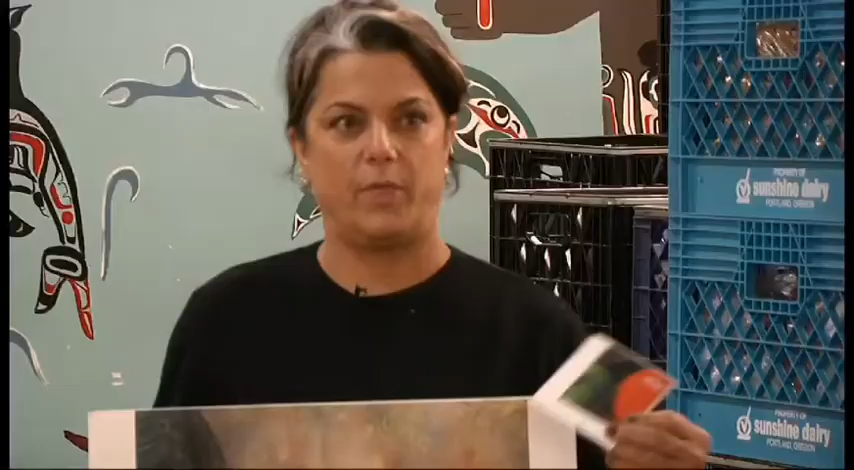 PROPERTY OF
sunshine dairy
PORTLAND, OREGON
PROPERTY OF
sunshine dairy
PORTLAND, OREGON